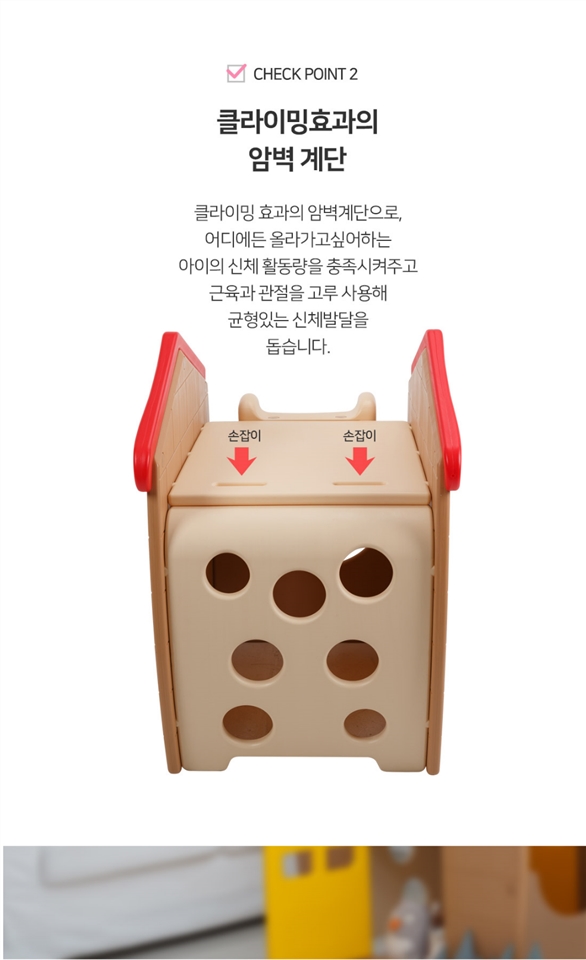 CHECK POINT 2
클라이밍효과의
암벽 계단
클라이밍 효과의 암벽계단으로,
어디에든 올라가고싶어하는
아이의 신체 활동량을 충족시켜주고
근육과 관절을 고루 사용해
균형있는 신체발달을
돕습니다.
손잡이 손잡이